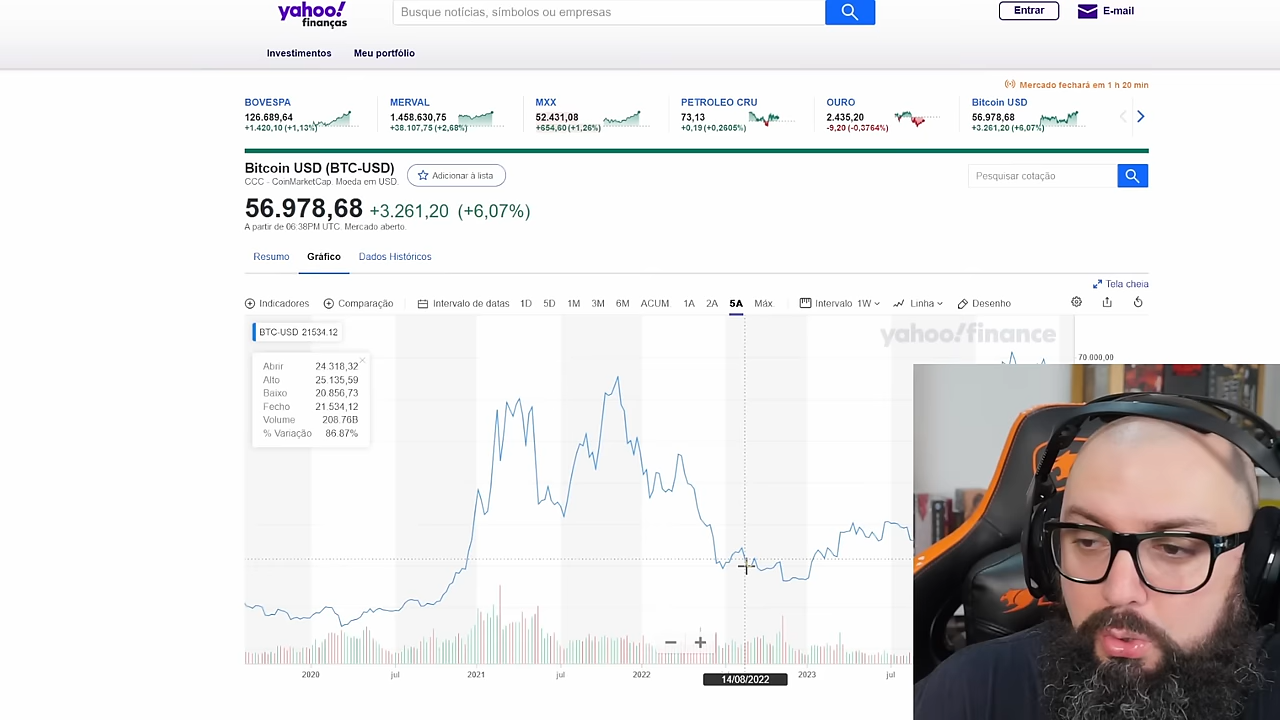 yahoo!
finanças
Busque notícias, símbolos ou empresas
Entrar
E-mail
Investimentos
Meu portfólio
Mercado fechará em 1 h 20 min
BOVESPA
126.689,64
+1.420,10 (+1,13%)
MERVAL
1.458.630,75
+38.107,75 (+2,68%)
MXX
52.431,08
+654,60 (+1,26%)
PETROLEO CRU
73,13
+0,19 (+0,2605%)
OURO
2.435,20
-9,20 (-0,3764%)
Bitcoin USD
56.978,68
+3.261,20 (+6,07%)
Bitcoin USD (BTC-USD)
Adicionar à lista
CCC - CoinMarketCap. Moeda em USD.
Pesquisar cotação
56.978,68 +3.261,20 (+6,07%)
A partir de 06:38PM UTC. Mercado aberto.
Resumo Gráfico Dados Históricos
Tela cheia
Indicadores Comparação Intervalo de datas 1D 5D 1M 3M 6M ACUM. 1A 2A 5A Máx. Intervalo 1W Linha Desenho
BTC-USD 21534.12
yahoo!finance
70.000,00
Abrir 24.318,32
Alto 25.135,59
Baixo 20.856,73
Fecho 21.534,12
Volume 208.76B
% Variação 86.87%
2020 jul 2021 jul 2022 14/08/2022 2023 jul